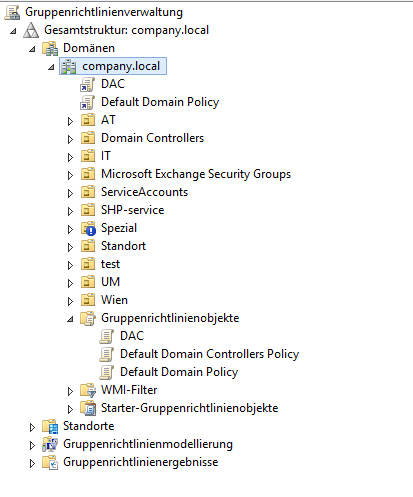 Gruppenrichtlinienverwaltung
Gesamtstruktur: company.local
Domänen
company.local
DAC
Default Domain Policy
AT
Domain Controllers
IT
Microsoft Exchange Security Groups
ServiceAccounts
SHP-service
Spezial
Standort
test
UM
Wien
Gruppenrichtlinienobjekte
DAC
Default Domain Controllers Policy
Default Domain Policy
WMI-Filter
Starter-Gruppenrichtlinienobjekte
Standorte
Gruppenrichtlinienmodellierung
Gruppenrichtlinienergebnisse